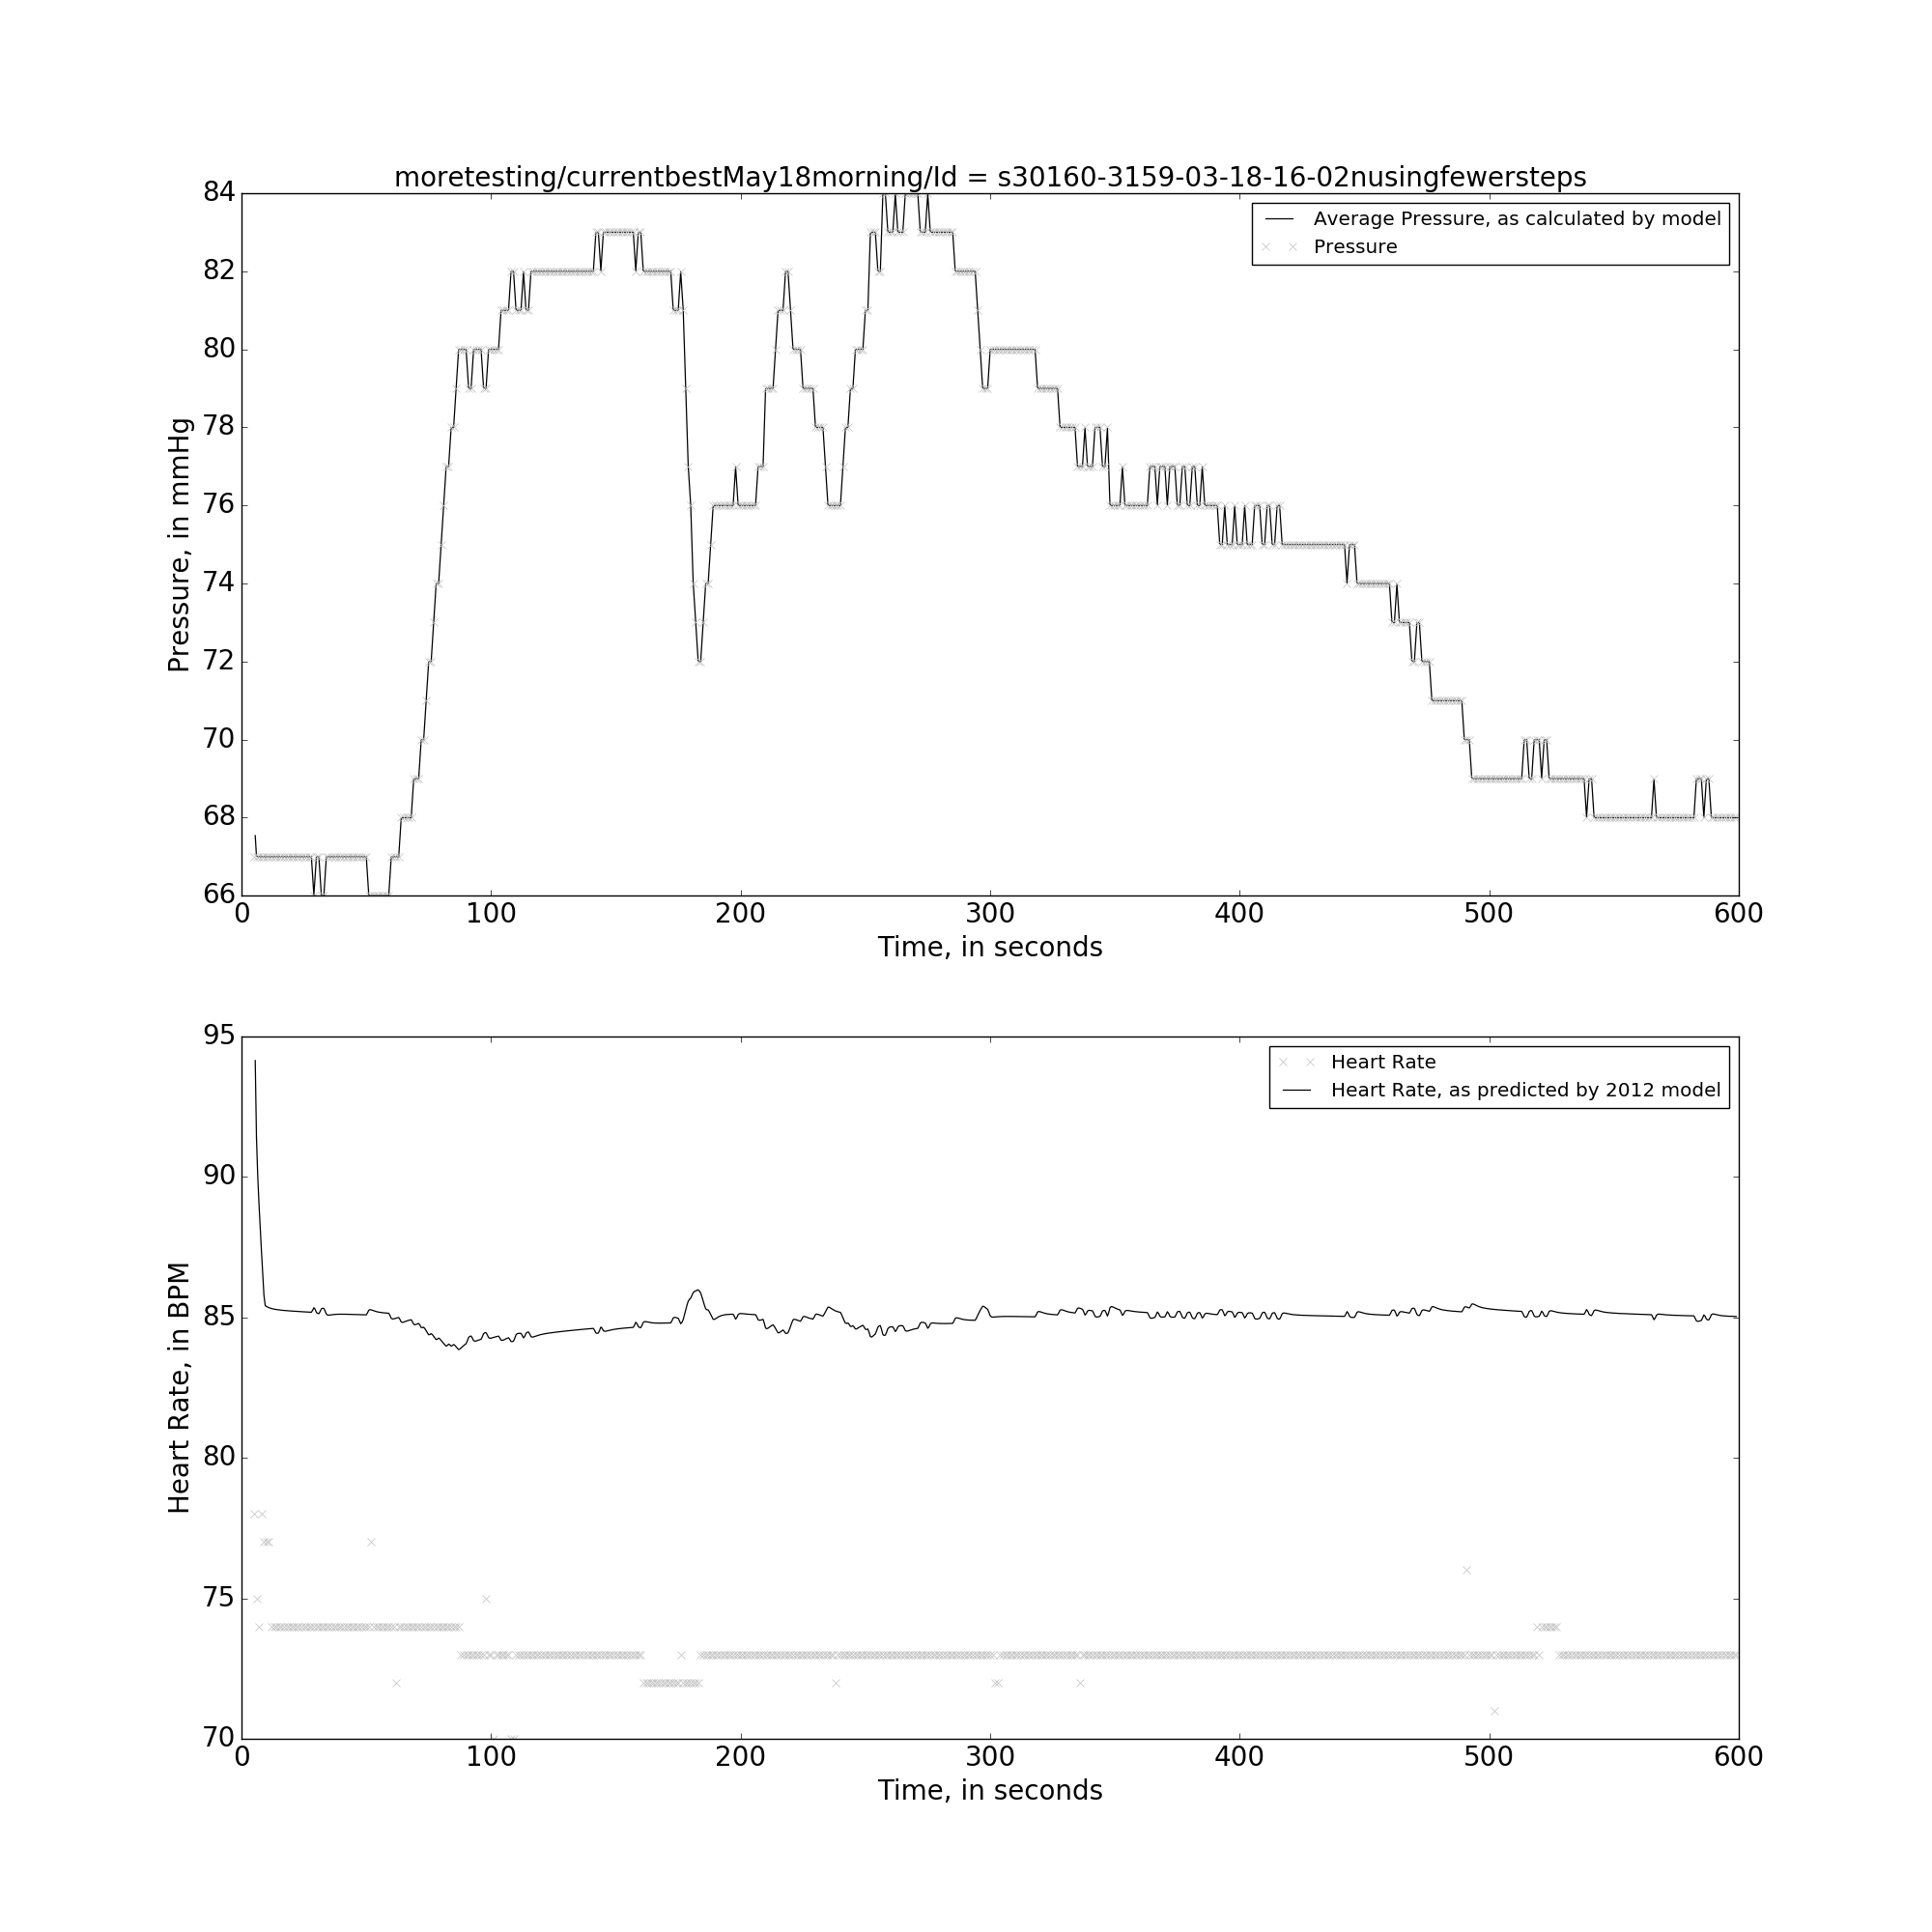 moretesting/currentbestMay18morning/Id = s30160-3159-03-18-16-02nusingfewersteps
84
82
80
78
76
74
72
70
68
66
Pressure, in mmHg
Average Pressure, as calculated by model
Pressure
0 100 200 300 400 500 600
Time, in seconds
95
90
85
80
75
70
Heart Rate, in BPM
Heart Rate
Heart Rate, as predicted by 2012 model
0 100 200 300 400 500 600
Time, in seconds